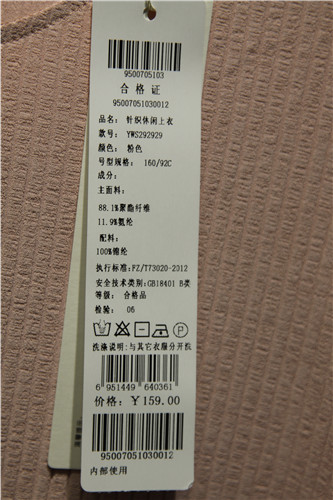 9500705103
合格证
95007051030012
品名: 针织休闲上衣
款号: YWS292929
颜色: 粉色
号型规格: 160/92C
成分:
主面料:
88.1%聚酯纤维
11.9%氨纶
配料:
100%锦纶
执行标准:FZ/T73020-2012
安全技术类别:GB18401 B类
等级: 合格品
检验: 06
P
洗涤说明:与其它衣服分开洗
6 951449 640361
价格: ¥159.00
95007051030012
内部使用